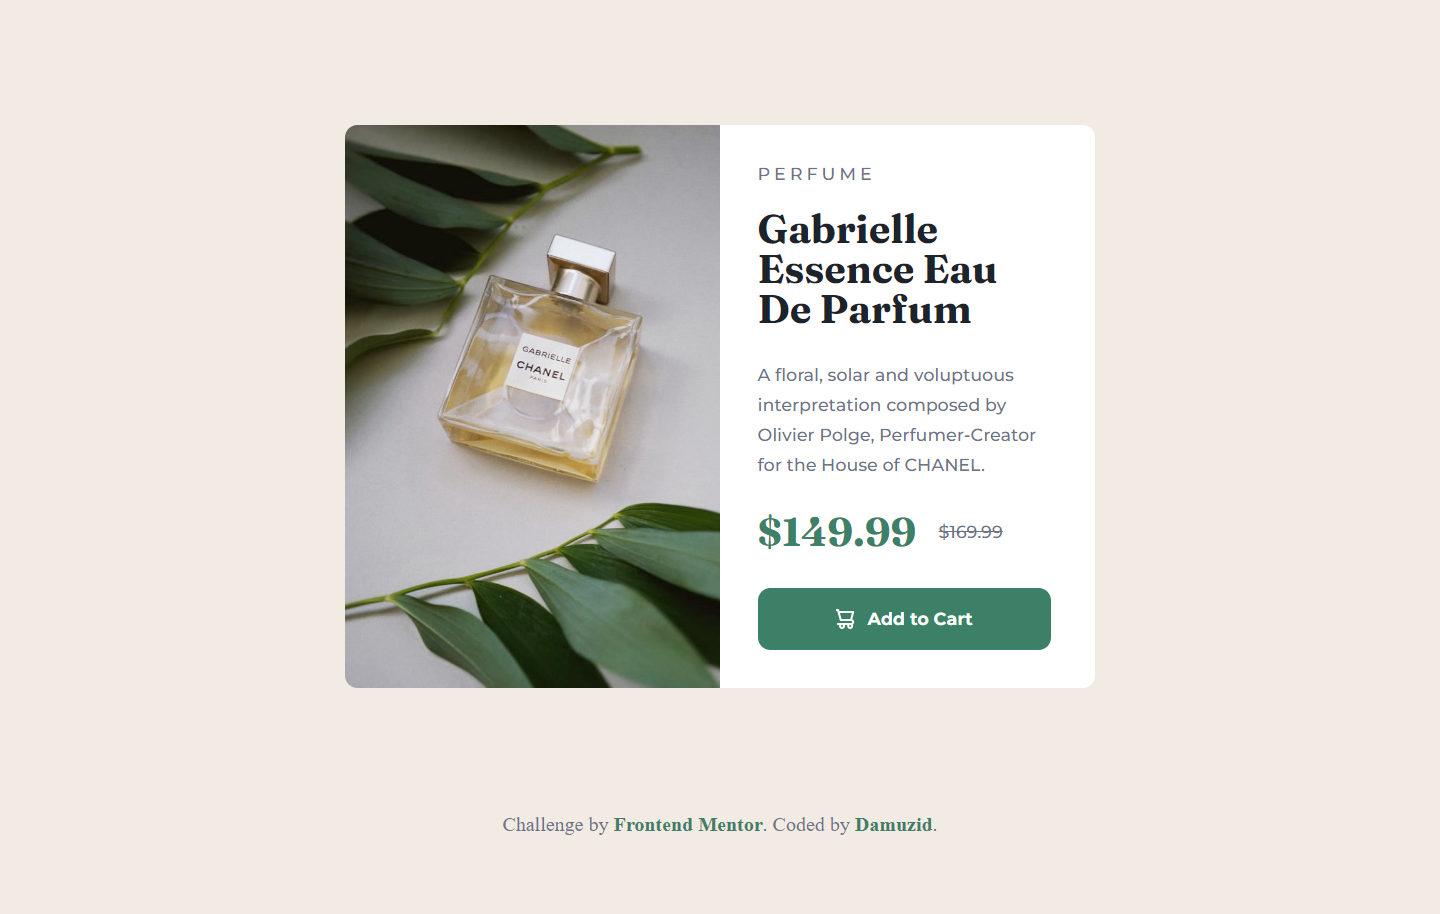 GABRIELLE
CHANEL
PARIS
PERFUME
Gabrielle
Essence Eau
De Parfum
A floral, solar and voluptuous
interpretation composed by
Olivier Polge, Perfumer-Creator
for the House of CHANEL.
$149.99 $169.99
Add to Cart
Challenge by Frontend Mentor. Coded by Damuzid.